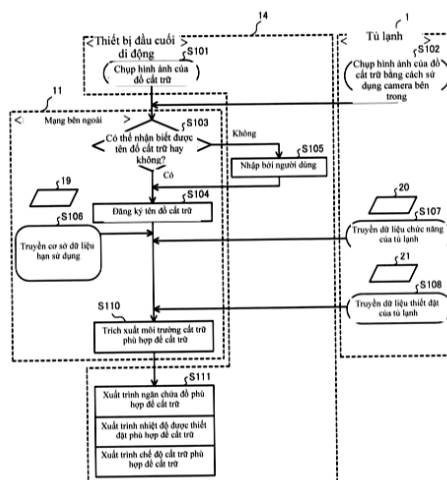 14
1
Thiết bị đầu cuối
di động
S101
Chụp hình ảnh của
đồ cất trữ
Tủ lạnh
S102
Chụp hình ảnh của đồ
cất trữ bằng cách sử
dụng camera bên
trong
11
Mạng bên ngoài
S103
Có thể nhận biết được
tên đồ cất trữ hay
không?
Không
S105
Nhập bởi người dùng
Có
19
S104
Đăng ký tên đồ cất trữ
S106
Truyền cơ sở dữ liệu
hạn sử dụng
20
S107
Truyền dữ liệu chức năng
của tủ lạnh
21
S108
Truyền dữ liệu thiết đặt
của tủ lạnh
S110
Trích xuất môi trường cất trữ
phù hợp để cất trữ
S111
Xuất trình ngăn chứa đồ phù
hợp để cất trữ
Xuất trình nhiệt độ được thiết
đặt phù hợp để cất trữ
Xuất trình chế độ cất trữ phù
hợp để cất trữ